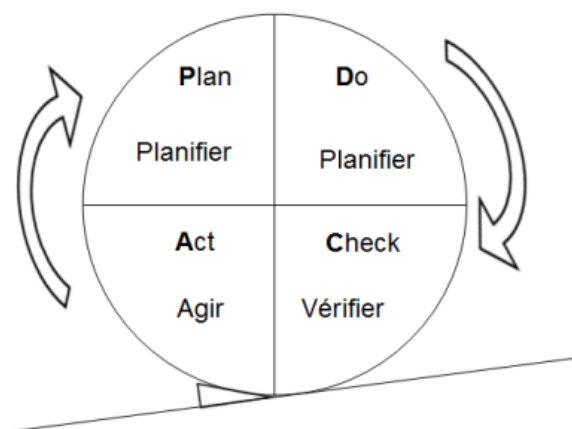 Plan
Do
Planifier
Planifier
Act
Check
Agir
Vérifier